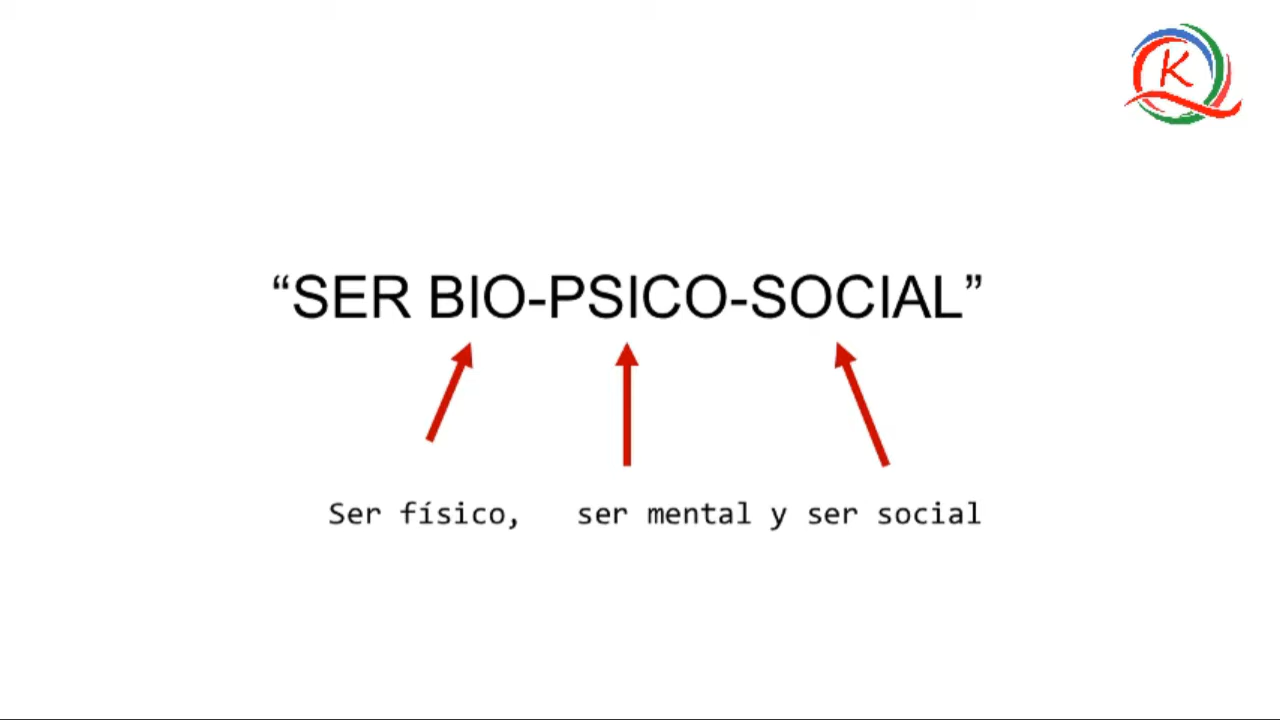 K
“SER BIO-PSICO-SOCIAL”
Ser físico, ser mental y ser social